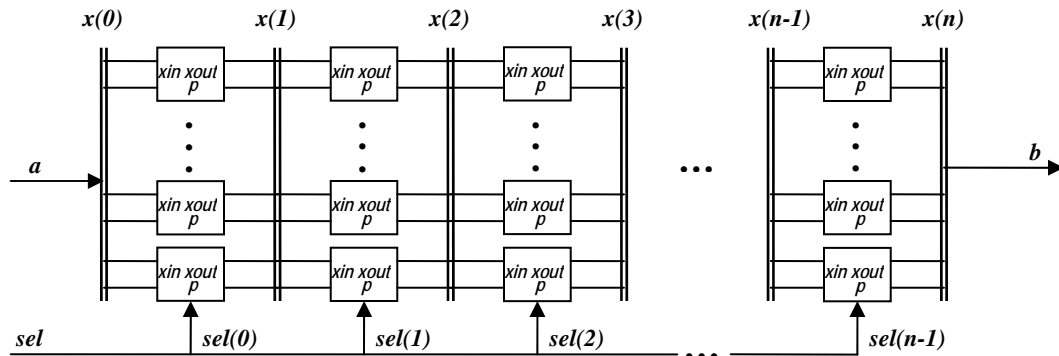 x(0) x(1) x(2) x(3) x(n-1) x(n)
xin xout xin xout xin xout xin xout
p p p p
a b
xin xout xin xout xin xout xin xout
p p p p
xin xout xin xout xin xout xin xout
p p p p
sel sel(0) sel(1) sel(2) sel(n-1)